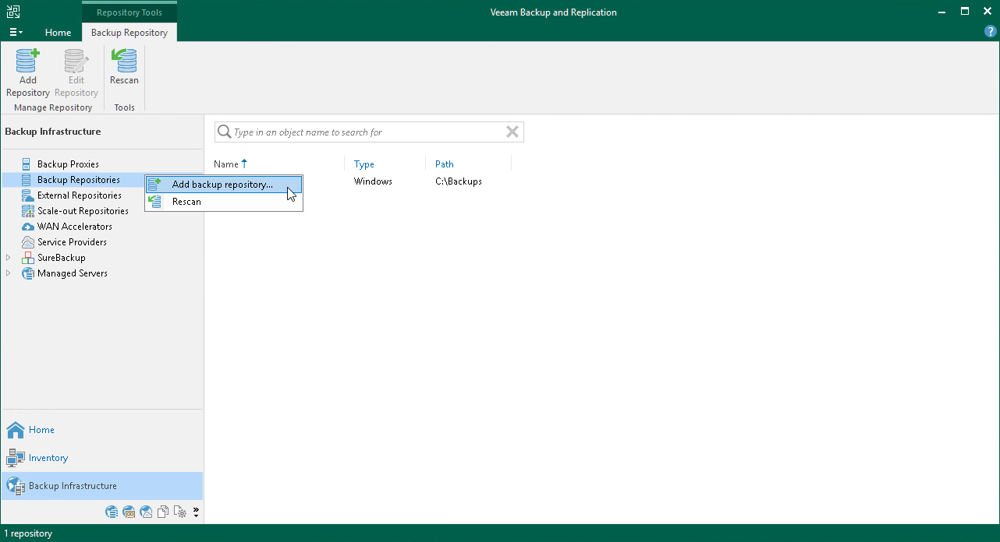 Repository Tools
Veeam Backup and Replication
Home
Backup Repository
?
Add Repository
Edit Repository
Rescan
Manage Repository
Tools
Backup Infrastructure
Type in an object name to search for
Name
Type
Path
Windows
C:\Backups
Backup Proxies
Backup Repositories
External Repositories
Scale-out Repositories
WAN Accelerators
Service Providers
SureBackup
Managed Servers
Add backup repository...
Rescan
Home
Inventory
Backup Infrastructure
1 repository